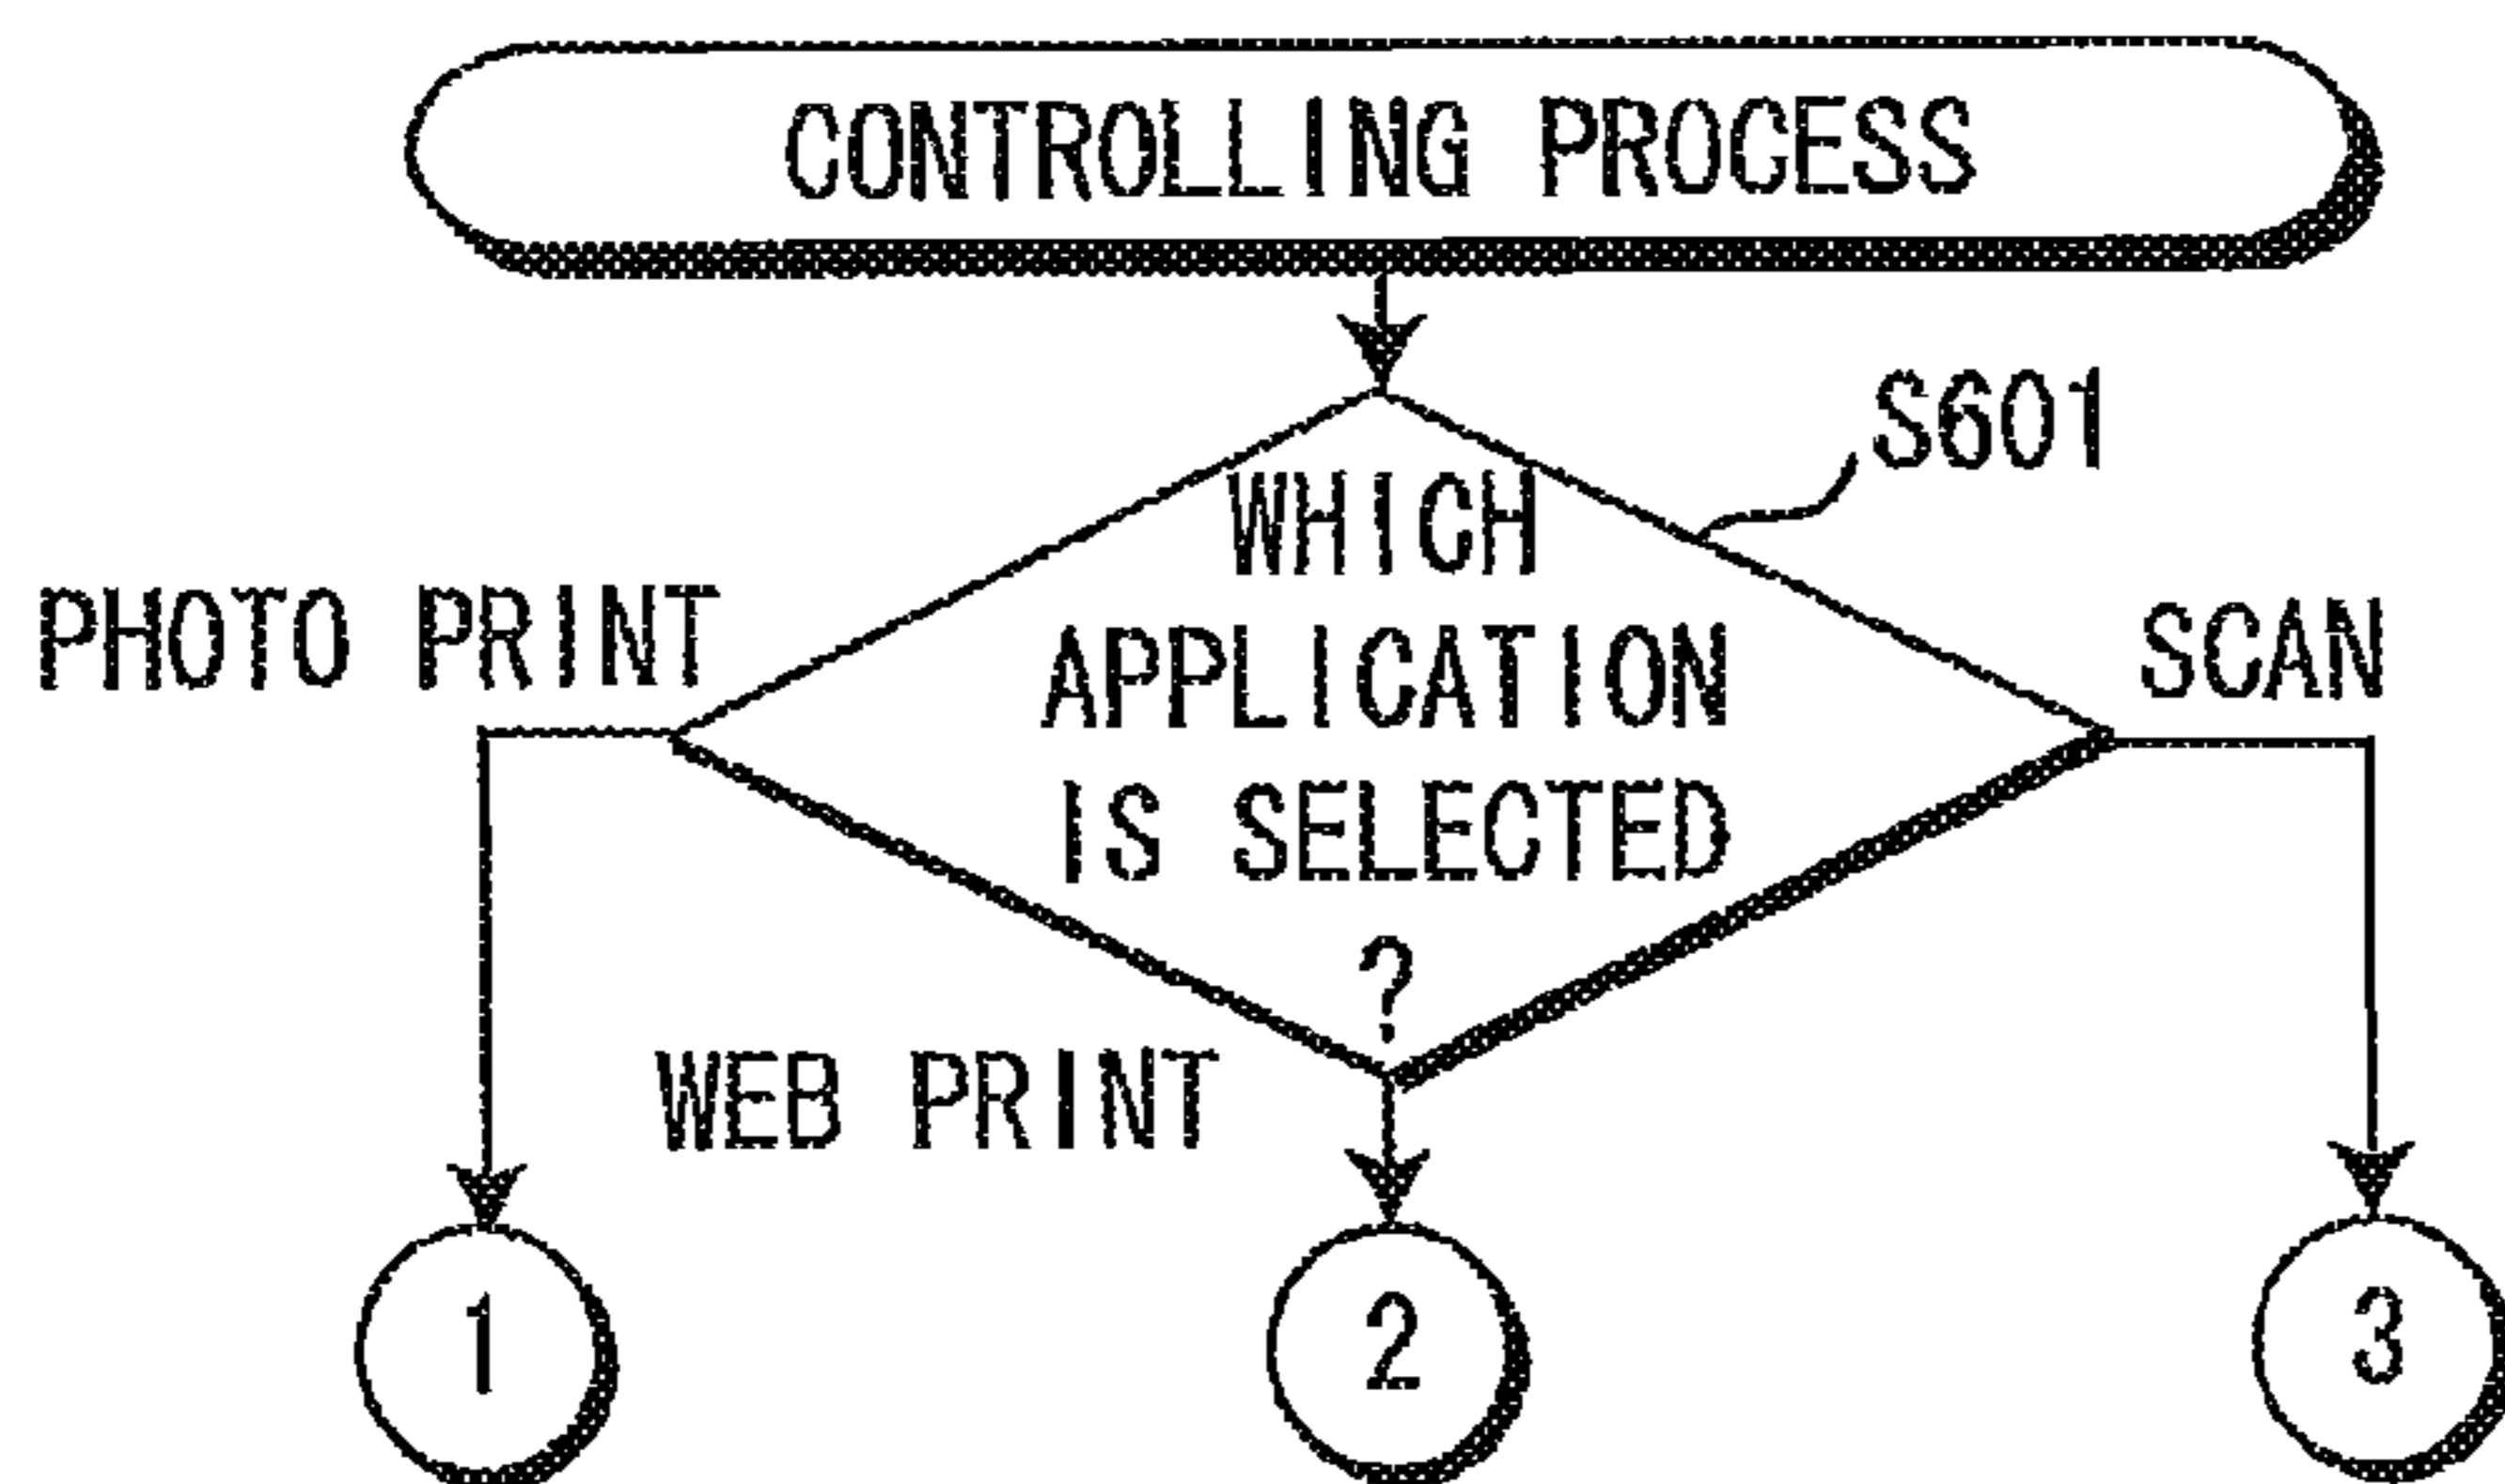 CONTROLLING PROCESS
S601
WHICH
APPLICATION
IS SELECTED
?
PHOTO PRINT
SCAN
WEB PRINT
1
2
3